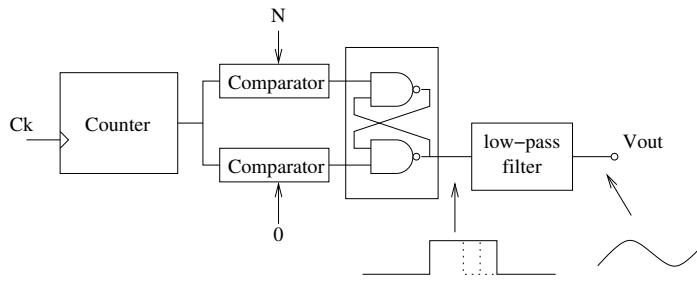 N
Comparator
Ck
Counter
Comparator
0
low-pass
filter
Vout